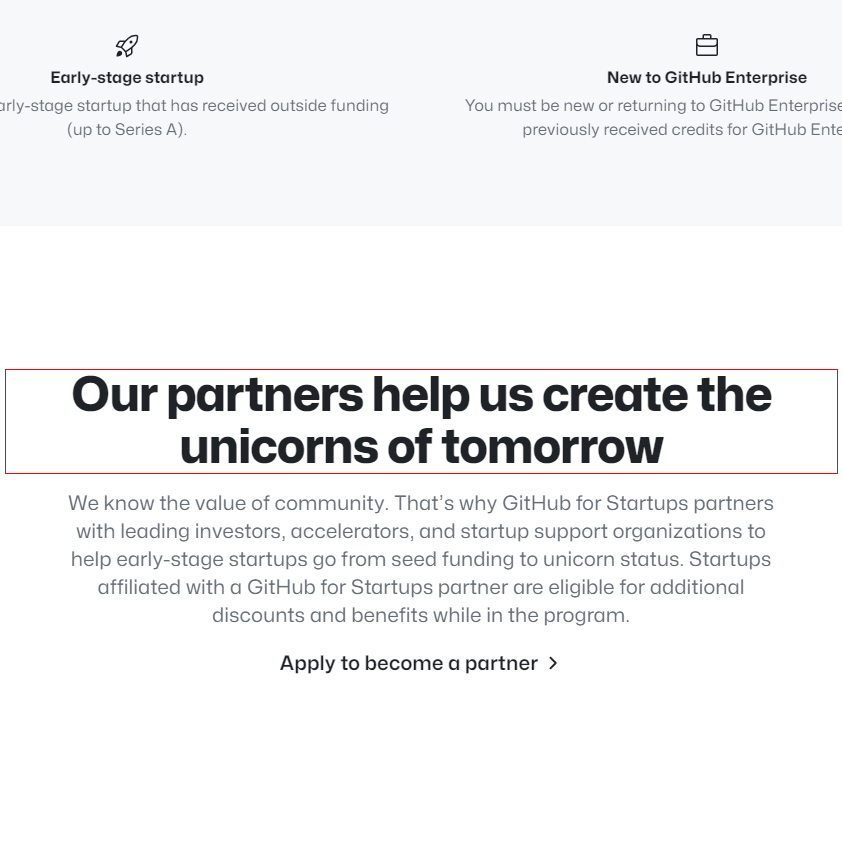 Early-stage startup
early-stage startup that has received outside funding
(up to Series A).
New to GitHub Enterprise
You must be new or returning to GitHub Enterprise
previously received credits for GitHub
Our partners help us create the
unicorns of tomorrow
We know the value of community. That’s why GitHub for Startups partners
with leading investors, accelerators, and startup support organizations to
help early-stage startups go from seed funding to unicorn status. Startups
affiliated with a GitHub for Startups partner are eligible for additional
discounts and benefits while in the program.
Apply to become a partner